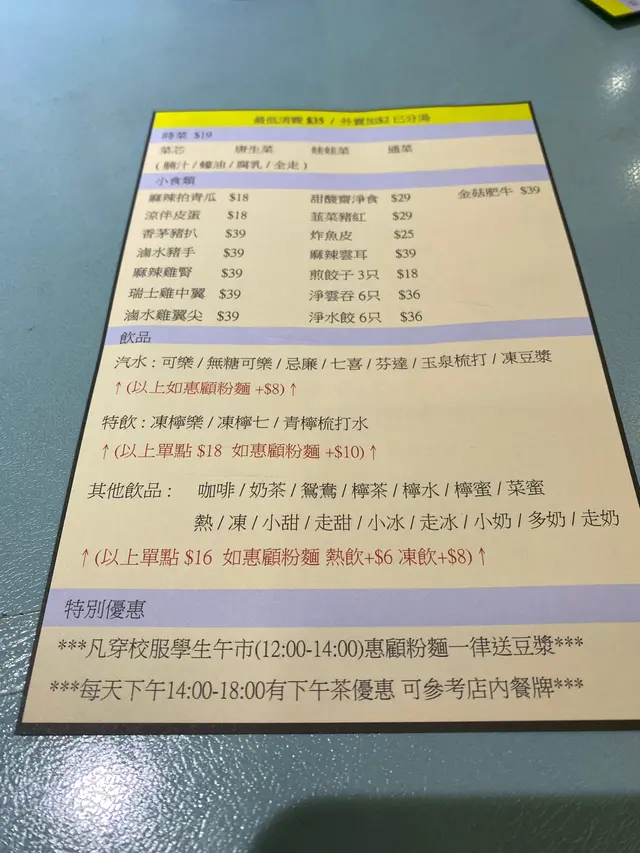 最低消費 $35 / 外賣加$2 已分湯
時菜 $19
菜芯 唐生菜 娃娃菜 通菜
( 腩汁 / 蠔油 / 腐乳 / 全走 )
小食類
麻辣拍青瓜 $18 甜酸齋淨食 $29 金菇肥牛 $39
涼伴皮蛋 $18 韮菜豬紅 $29
香茅豬扒 $39 炸魚皮 $25
滷水豬手 $39 麻辣雲耳 $39
麻辣雞腎 $39 煎餃子 3只 $18
瑞士雞中翼 $39 淨雲吞 6只 $36
滷水雞翼尖 $39 淨水餃 6只 $36
飲品
汽水 : 可樂 / 無糖可樂 / 忌廉 / 七喜 / 芬達 / 玉泉梳打 / 凍豆漿
↑ (以上如惠顧粉麵 +$8) ↑
特飲 : 凍檸樂 / 凍檸七 / 青檸梳打水
↑ (以上單點 $18 如惠顧粉麵 +$10) ↑
其他飲品 : 咖啡 / 奶茶 / 鴛鴦 / 檸茶 / 檸水 / 檸蜜 / 菜蜜
熱 / 凍 / 小甜 / 走甜 / 小冰 / 走冰 / 小奶 / 多奶 / 走奶
↑ (以上單點 $16 如惠顧粉麵 熱飲+$6 凍飲+$8) ↑
特別優惠
***凡穿校服學生午市(12:00-14:00)惠顧粉麵一律送豆漿***
***每天下午14:00-18:00有下午茶優惠 可參考店內餐牌***